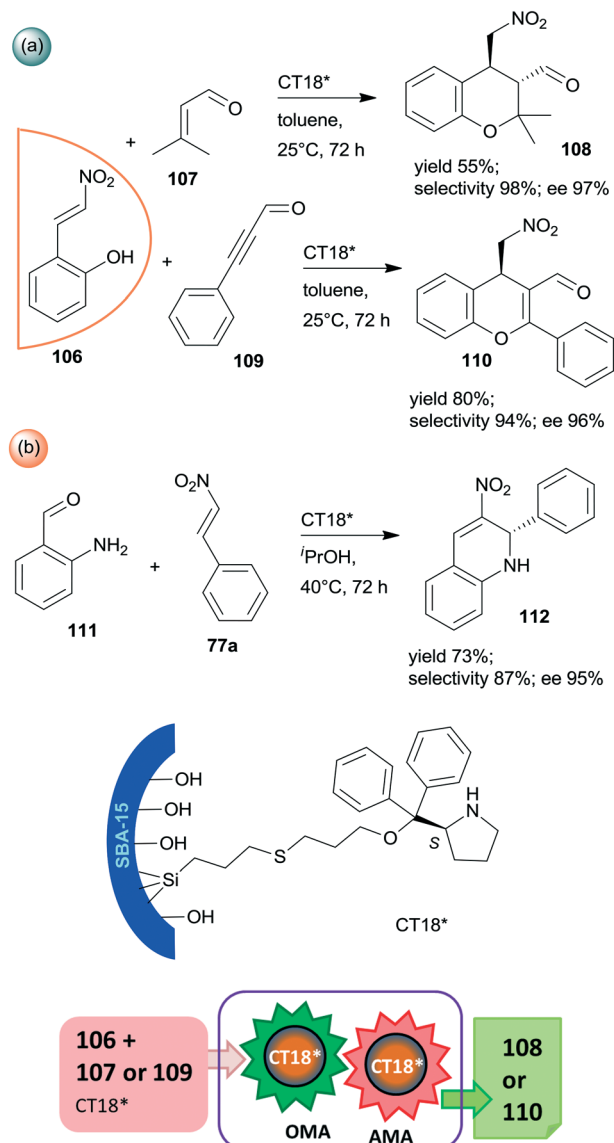 (a)
NO₂
O
CT18*
toluene,
25°C, 72 h
NO₂
O
O
108
yield 55%;
selectivity 98%; ee 97%
+
107
NO₂
OH
106
+
O
109
CT18*
toluene,
25°C, 72 h
NO₂
O
O
110
yield 80%;
selectivity 94%; ee 96%
(b)
O
NH₂
111
+
O₂N
77a
CT18*
ⁱPrOH,
40°C, 72 h
NO₂
NH
112
yield 73%;
selectivity 87%; ee 95%
SBA-15
OH
OH
OH
Si
OH
S
O
S
H
N
CT18*
106 +
107 or 109
CT18*
CT18*
OMA
CT18*
AMA
108
or
110